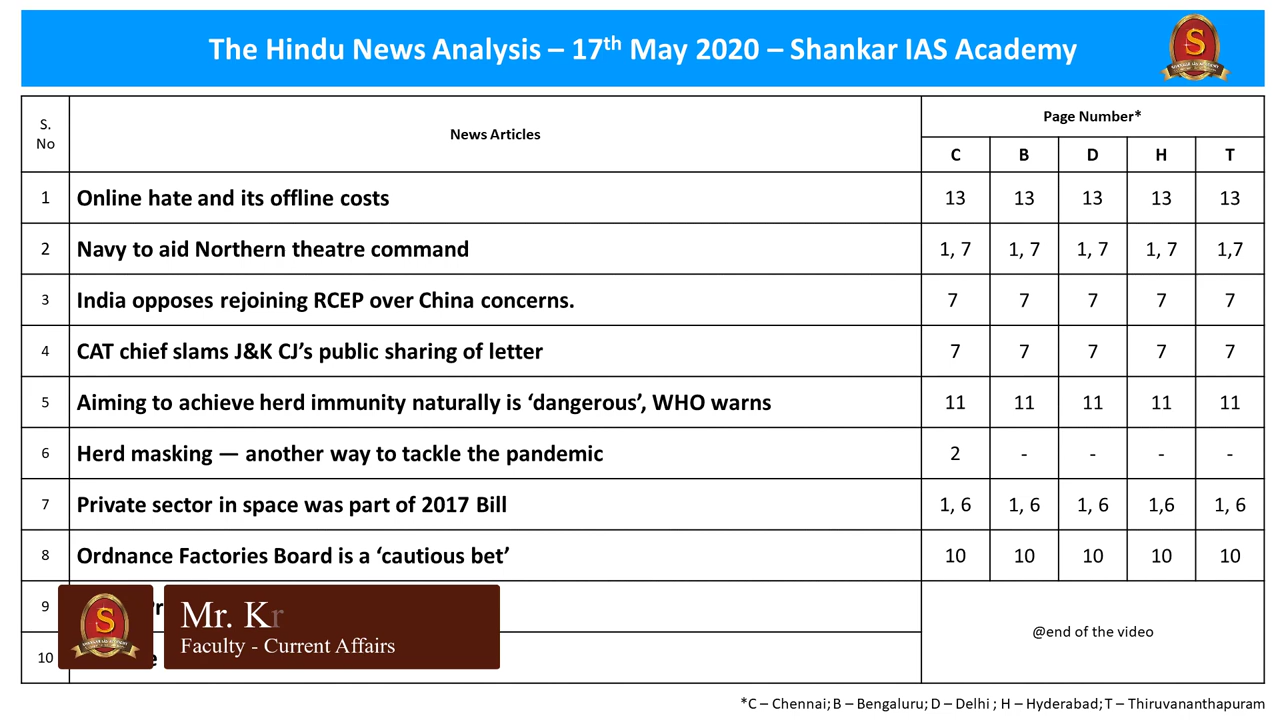 The Hindu News Analysis – 17th May 2020 – Shankar IAS Academy
S. No News Articles Page Number*
C B D H T
1 Online hate and its offline costs 13 13 13 13 13
2 Navy to aid Northern theatre command 1, 7 1, 7 1, 7 1, 7 1,7
3 India opposes rejoining RCEP over China concerns. 7 7 7 7 7
4 CAT chief slams J&K CJ’s public sharing of letter 7 7 7 7 7
5 Aiming to achieve herd immunity naturally is ‘dangerous’, WHO warns 11 11 11 11 11
6 Herd masking — another way to tackle the pandemic 2 - - - -
7 Private sector in space was part of 2017 Bill 1, 6 1, 6 1, 6 1,6 1, 6
8 Ordnance Factories Board is a ‘cautious bet’ 10 10 10 10 10
9
Mr. Kr
Faculty - Current Affairs
@end of the video
10
*C – Chennai; B – Bengaluru; D – Delhi ; H – Hyderabad; T – Thiruvananthapuram